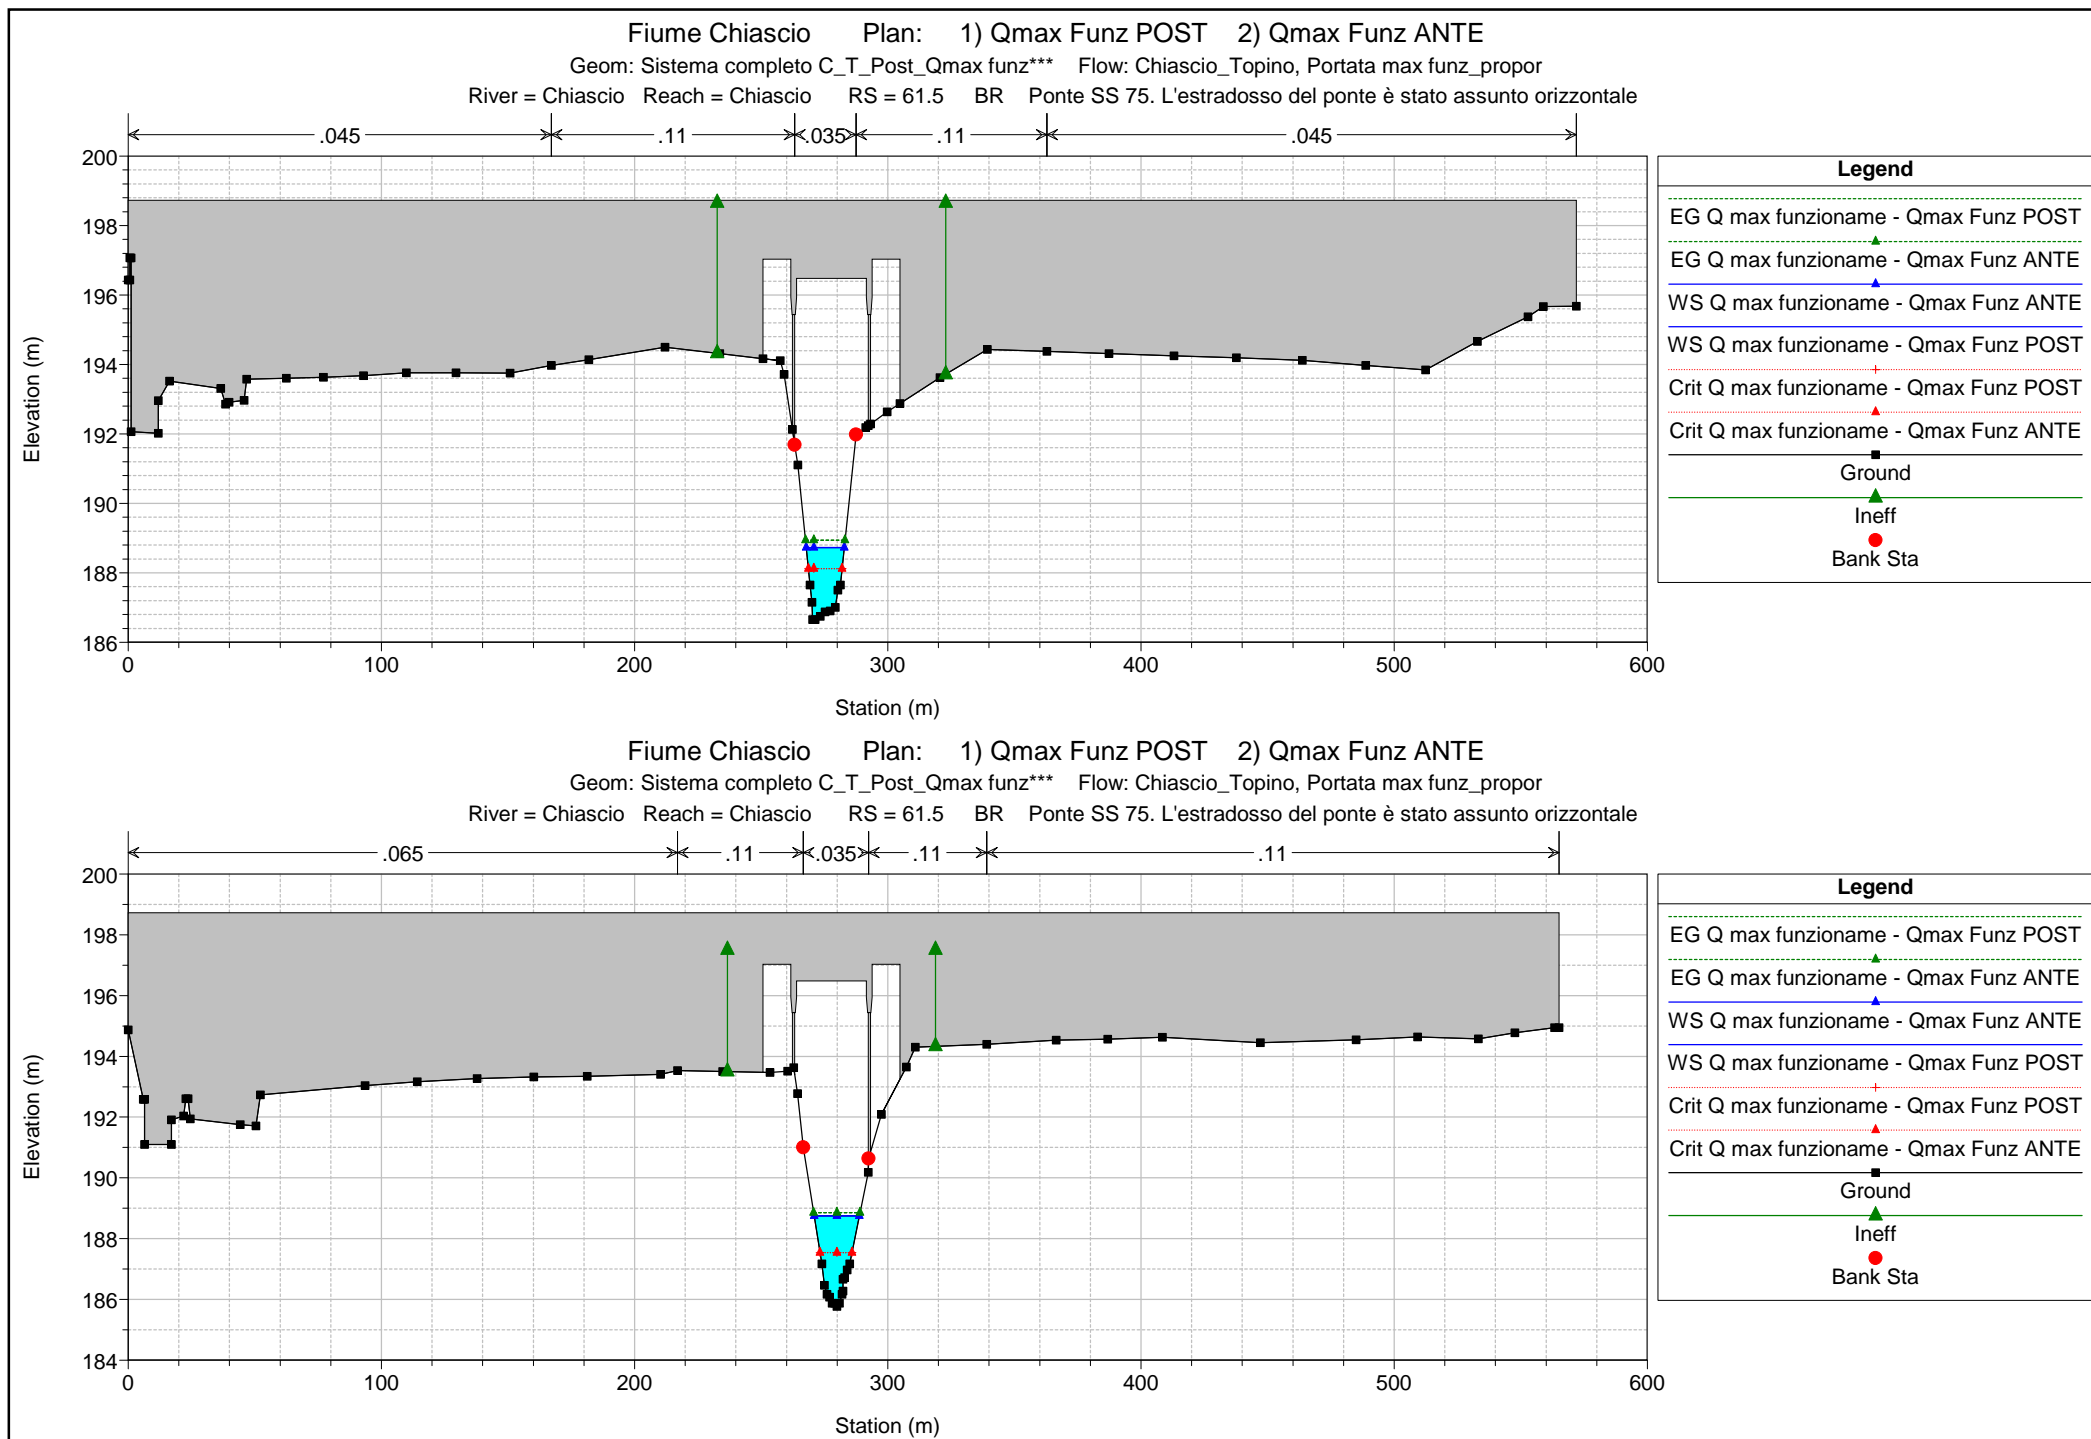 Fiume Chiascio Plan: 1) Qmax Funz POST 2) Qmax Funz ANTE
Geom: Sistema completo C_T_Post_Qmax funz*** Flow: Chiascio_Topino, Portata max funz_propor
River = Chiascio Reach = Chiascio RS = 61.5 BR Ponte SS 75. L'estradosso del ponte è stato assunto orizzontale
.045 .11 .035 .11 .045
200
198
196
194
192
190
188
186
Elevation (m)
0 100 200 300 400 500 600
Station (m)
Legend
EG Q max funzioname - Qmax Funz POST
EG Q max funzioname - Qmax Funz ANTE
WS Q max funzioname - Qmax Funz ANTE
WS Q max funzioname - Qmax Funz POST
Crit Q max funzioname - Qmax Funz POST
Crit Q max funzioname - Qmax Funz ANTE
Ground
Ineff
Bank Sta
Fiume Chiascio Plan: 1) Qmax Funz POST 2) Qmax Funz ANTE
Geom: Sistema completo C_T_Post_Qmax funz*** Flow: Chiascio_Topino, Portata max funz_propor
River = Chiascio Reach = Chiascio RS = 61.5 BR Ponte SS 75. L'estradosso del ponte è stato assunto orizzontale
.065 .11 .035 .11 .11
200
198
196
194
192
190
188
186
184
Elevation (m)
0 100 200 300 400 500 600
Station (m)
Legend
EG Q max funzioname - Qmax Funz POST
EG Q max funzioname - Qmax Funz ANTE
WS Q max funzioname - Qmax Funz ANTE
WS Q max funzioname - Qmax Funz POST
Crit Q max funzioname - Qmax Funz POST
Crit Q max funzioname - Qmax Funz ANTE
Ground
Ineff
Bank Sta